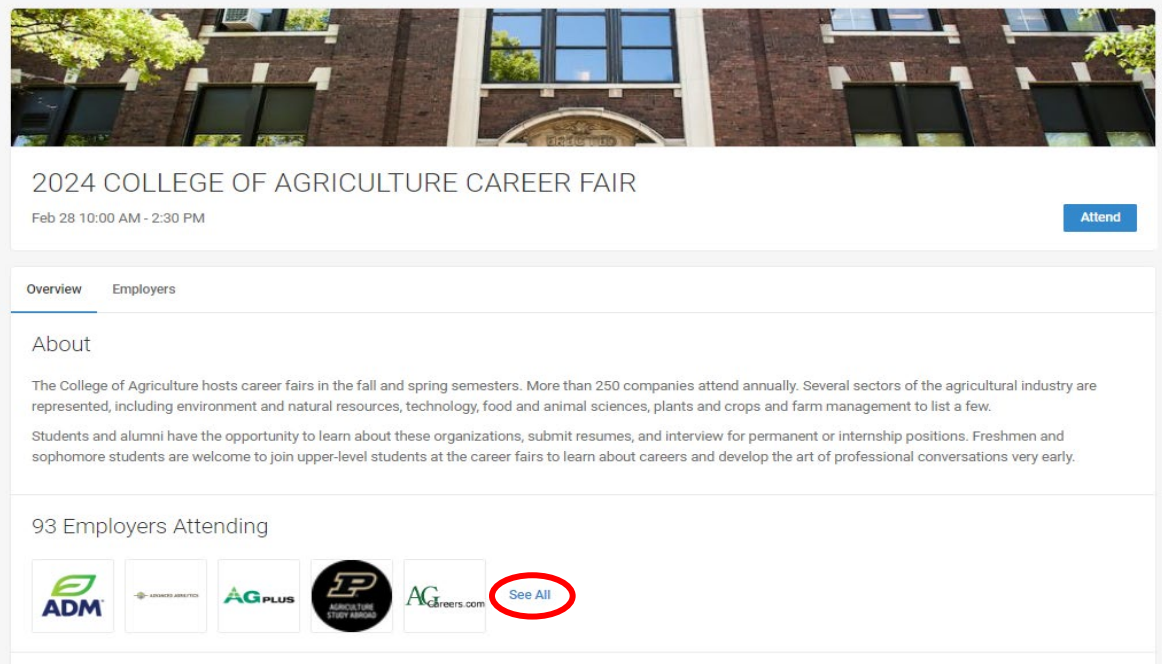 2024 COLLEGE OF AGRICULTURE CAREER FAIR
Feb 28 10:00 AM - 2:30 PM
Attend
Overview Employers
About
The College of Agriculture hosts career fairs in the fall and spring semesters. More than 250 companies attend annually. Several sectors of the agricultural industry are
represented, including environment and natural resources, technology, food and animal sciences, plants and crops and farm management to list a few.
Students and alumni have the opportunity to learn about these organizations, submit resumes, and interview for permanent or internship positions. Freshmen and
sophomore students are welcome to join upper-level students at the career fairs to learn about careers and develop the art of professional conversations very early.
93 Employers Attending
ADM
AGPLUS
P
AGRICULTURE
STUDY ABROAD
AGCareers.com
See All